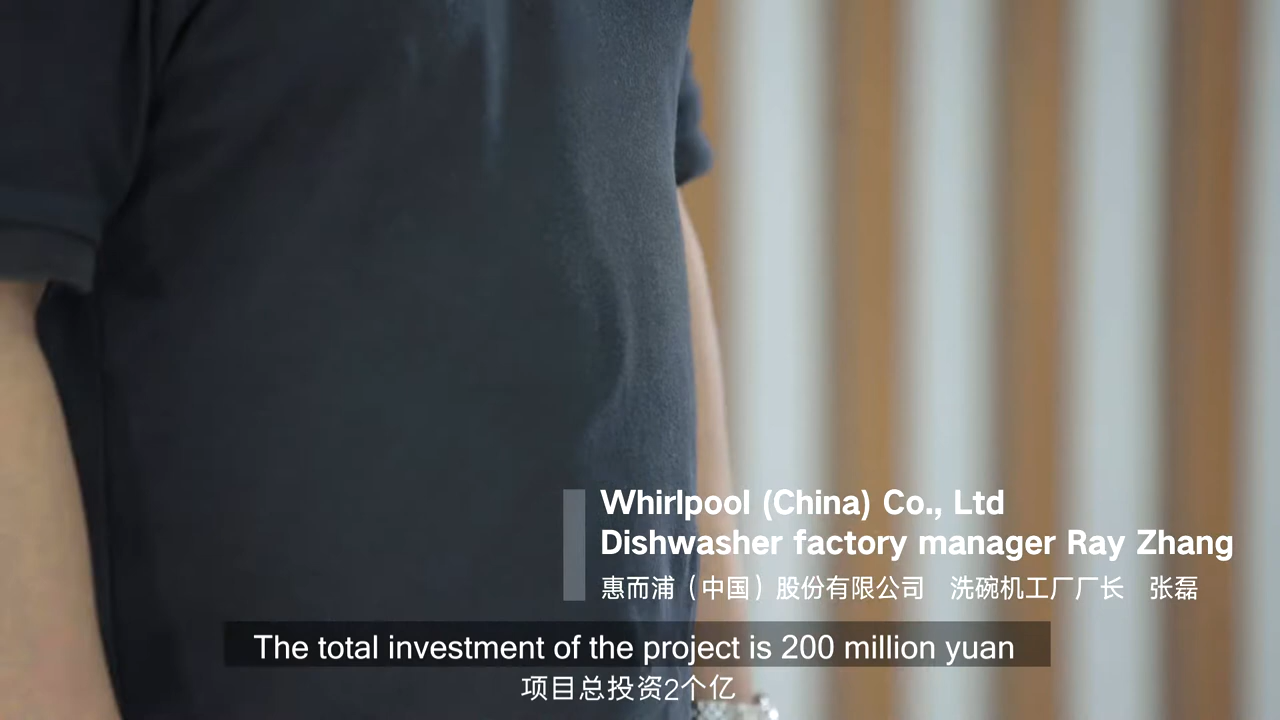 Whirlpool (China) Co., Ltd
Dishwasher factory manager Ray Zhang
惠而浦（中国）股份有限公司　洗碗机工厂厂长　张磊
The total investment of the project is 200 million yuan
项目总投资2个亿